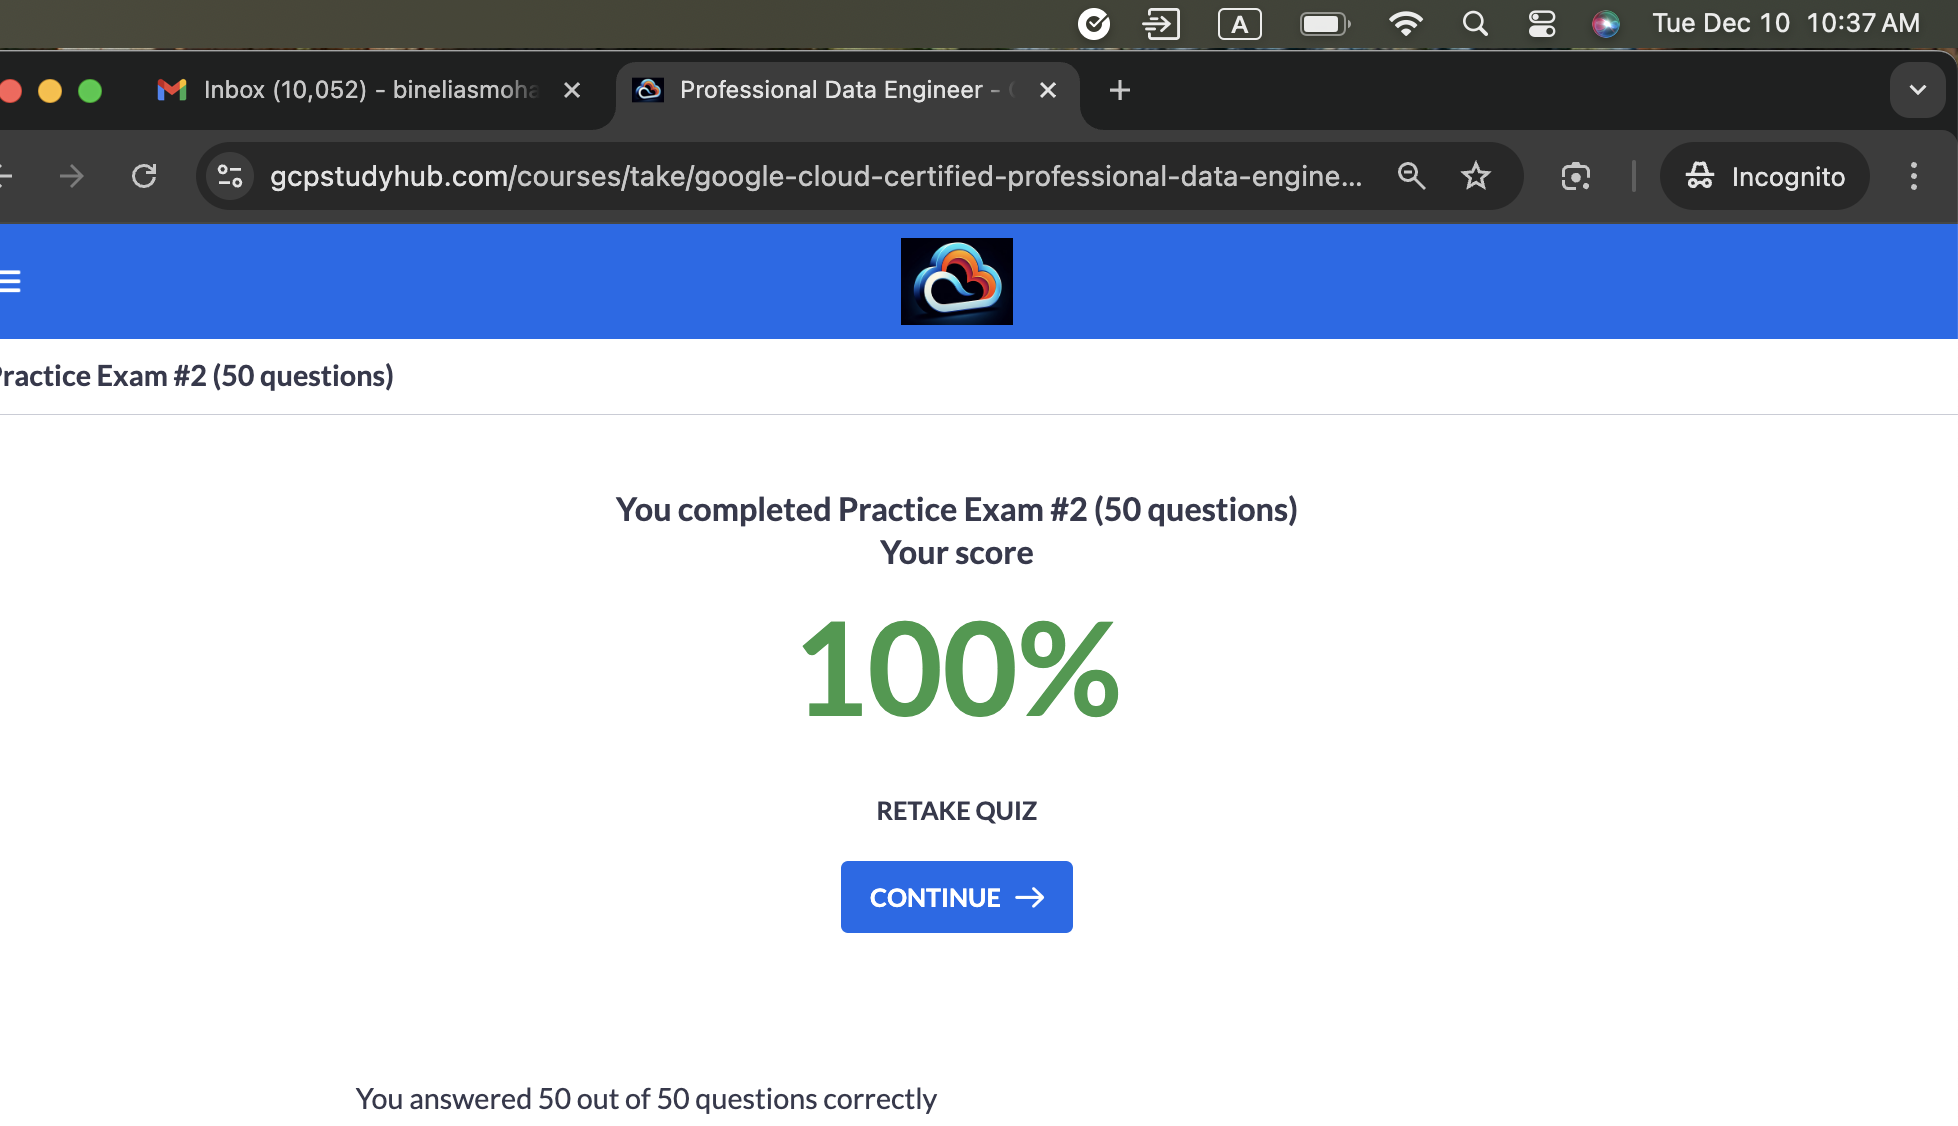 A Tue Dec 10 10:37 AM
Inbox (10,052) - bineliasmoha
Professional Data Engineer -
gcpstudyhub.com/courses/take/google-cloud-certified-professional-data-engine...
Incognito
Practice Exam #2 (50 questions)
You completed Practice Exam #2 (50 questions)
Your score
100%
RETAKE QUIZ
CONTINUE →
You answered 50 out of 50 questions correctly